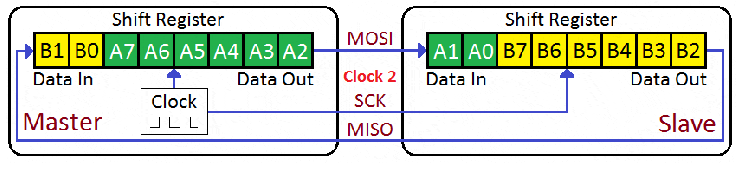 Shift Register
Shift Register
B1 B0 A7 A6 A5 A4 A3 A2
MOSI
A1 A0 B7 B6 B5 B4 B3 B2
Data In
Data Out
Clock 2
Data In
Data Out
Clock
SCK
Master
MISO
Slave